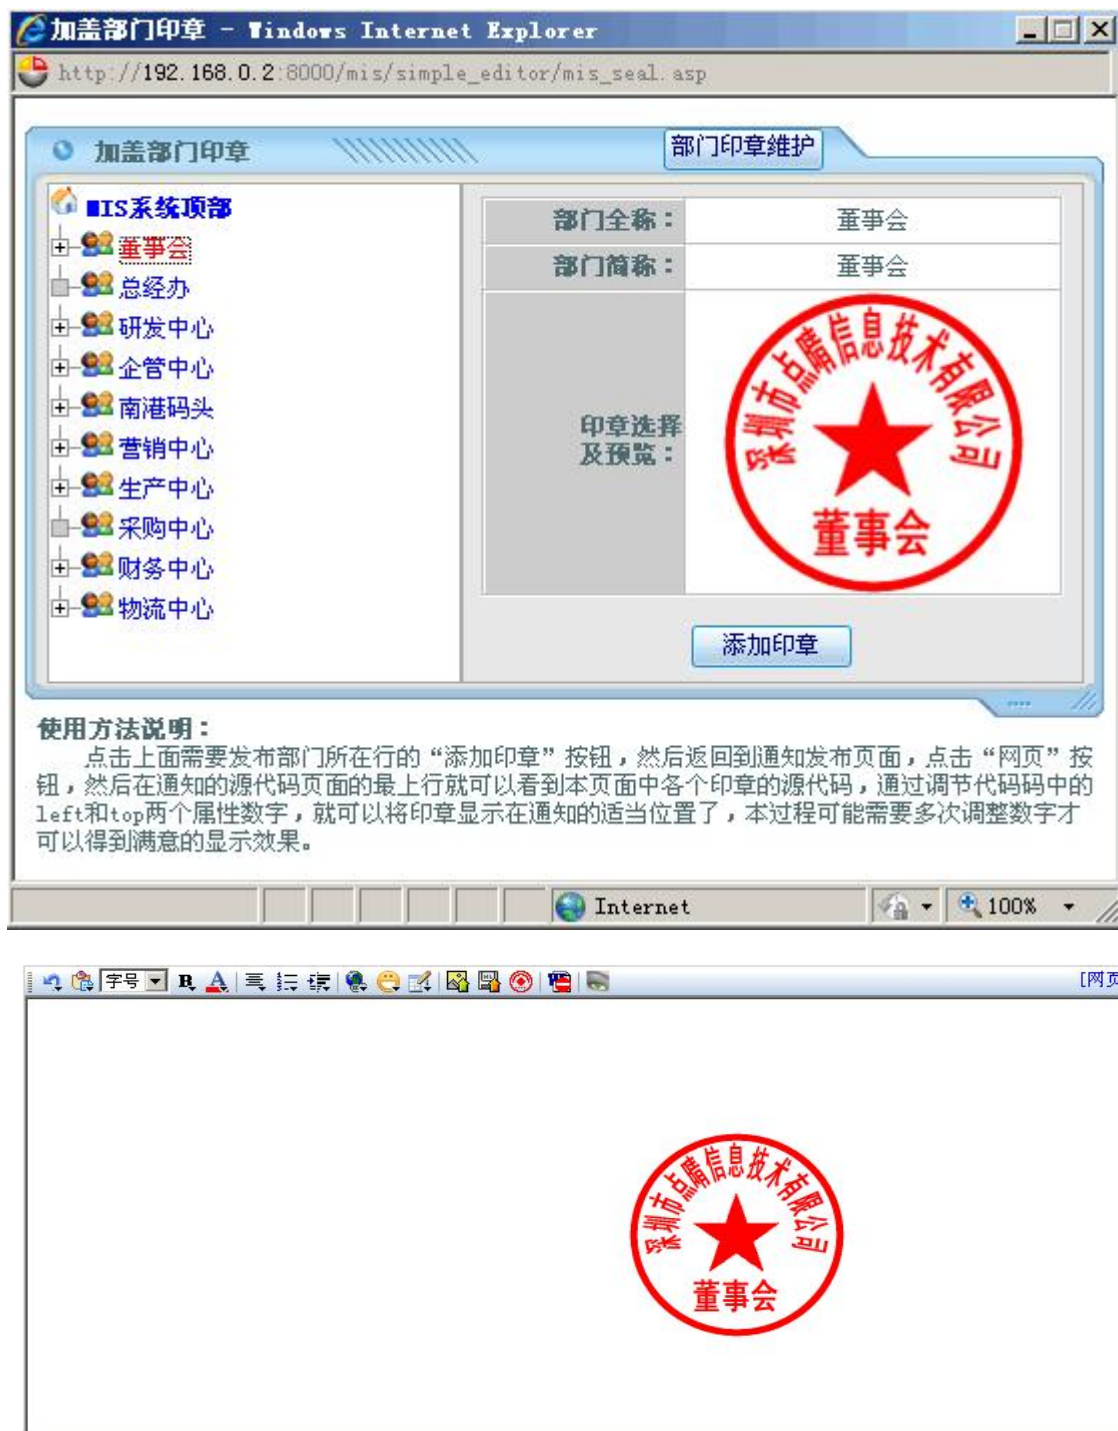 加盖部门印章 - Windows Internet Explorer
http://192.168.0.2:8000/mis/simple_editor/mis_seal.asp
加盖部门印章
部门印章维护
MIS系统顶部
董事会
总经办
研发中心
企管中心
南港码头
营销中心
生产中心
采购中心
财务中心
物流中心
部门全称：
董事会
部门简称：
董事会
印章选择
及预览：
深圳市点睛信息技术有限公司
董事会
添加印章
使用方法说明：
点击上面需要发布部门所在行的“添加印章”按钮，然后返回到通知发布页面，点击“网页”按
钮，然后在通知的源代码页面的最上行就可以看到本页面中各个印章的源代码，通过调节代码码中的
left和top两个属性数字，就可以将印章显示在通知的适当位置了，本过程可能需要多次调整数字才
可以得到满意的显示效果。
Internet
100%
字号
B
A
[网页
深圳市点睛信息技术有限公司
董事会